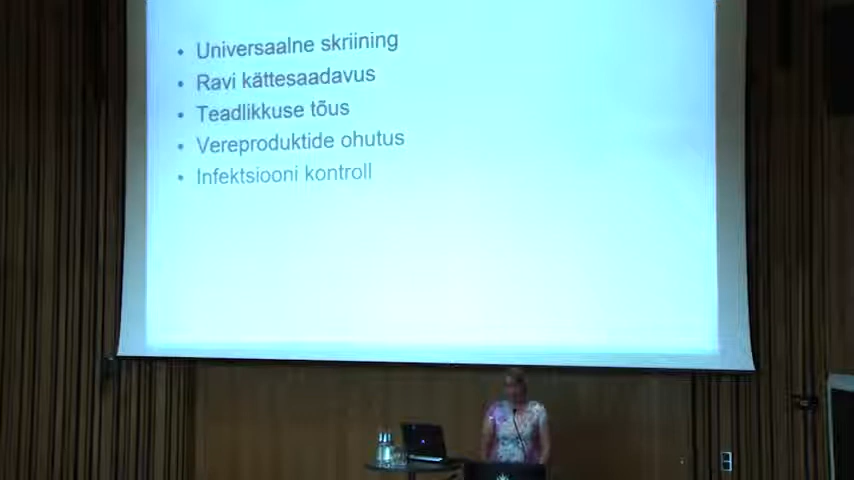 • Universaalne skriining
• Ravi kättesaadavus
• Teadlikkuse tõus
• Vereproduktide ohutus
• Infektsiooni kontroll